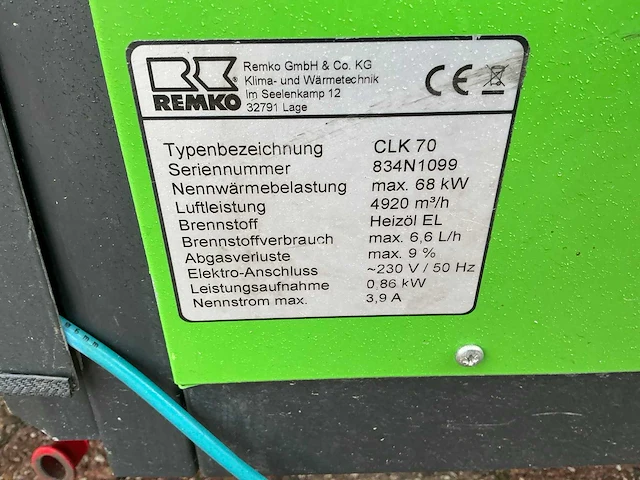 REMKO
Remko GmbH & Co. KG
Klima- und Wärmetechnik
Im Seelenkamp 12
32791 Lage
CE
Typenbezeichnung CLK 70
Seriennummer 834N1099
Nennwärmebelastung max. 68 kW
Luftleistung 4920 m³/h
Brennstoff Heizöl EL
Brennstoffverbrauch max. 6,6 L/h
Abgasverluste max. 9 %
Elektro-Anschluss ~230 V / 50 Hz
Leistungsaufnahme 0,86 kW
Nennstrom max. 3,9 A